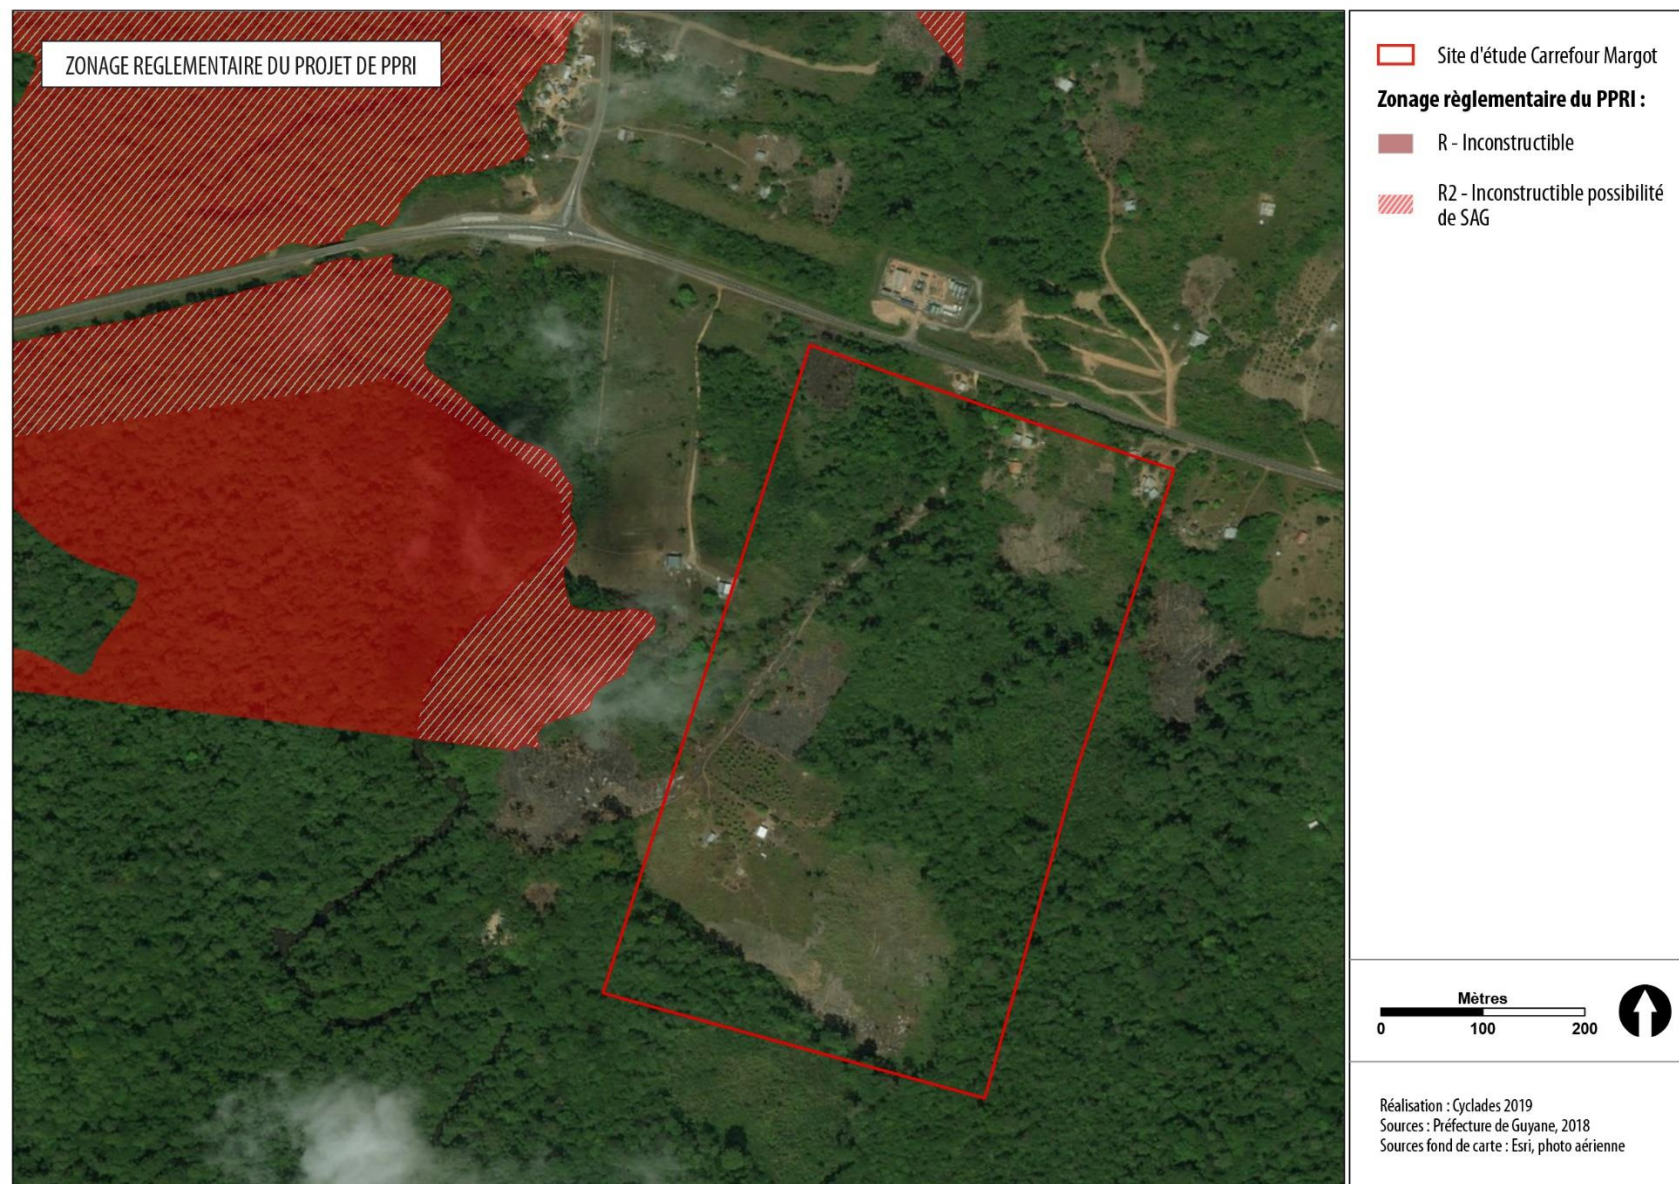 ZONAGE REGLEMENTAIRE DU PROJET DE PPRI
Site d'étude Carrefour Margot
Zonage règlementaire du PPRI :
R - Inconstructible
R2 - Inconstructible possibilité
de SAG
Mètres
0 100 200
Réalisation : Cyclades 2019
Sources : Préfecture de Guyane, 2018
Sources fond de carte : Esri, photo aérienne